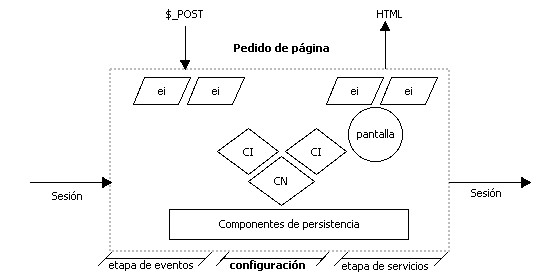 $_POST
HTML
Pedido de página
ei
ei
ei
ei
pantalla
CI
CI
CN
Sesión
Sesión
Componentes de persistencia
etapa de eventos
configuración
etapa de servicios